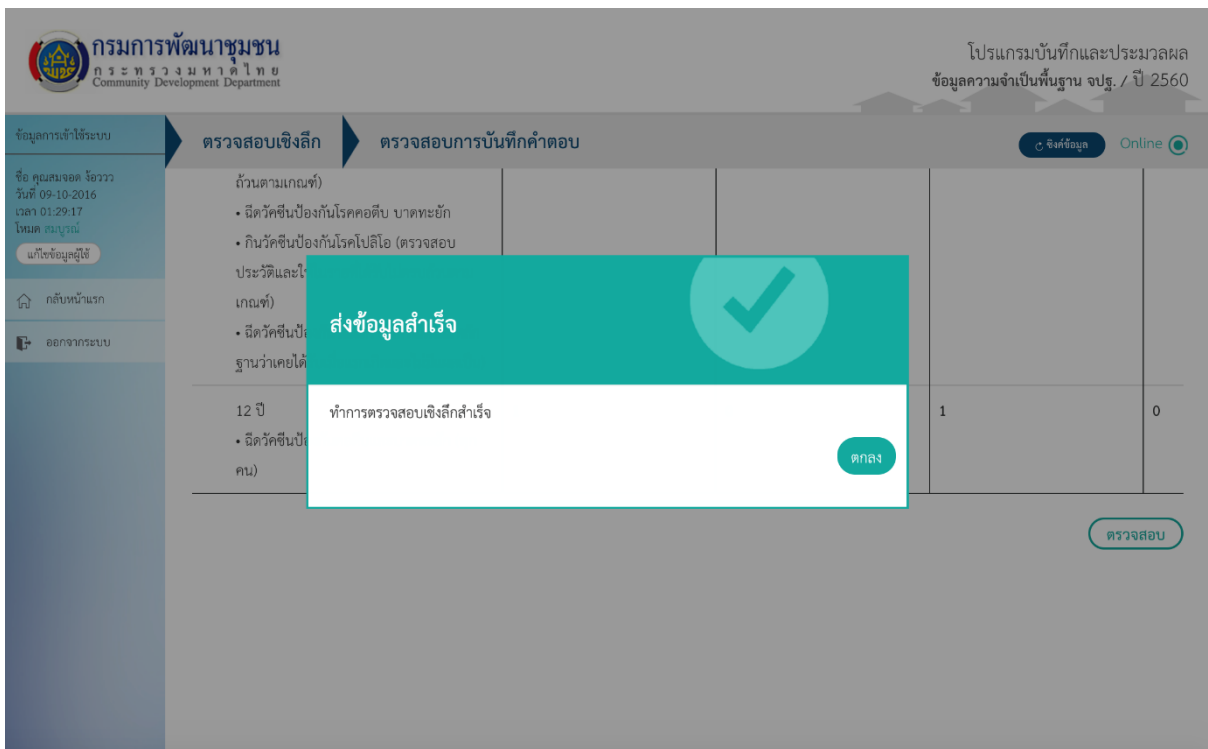 กรมการพัฒนาชุมชน
กระทรวงมหาดไทย
Community Development Department
โปรแกรมบันทึกและประมวลผล
ข้อมูลความจำเป็นพื้นฐาน จปฐ. / ปี 2560
ข้อมูลการเข้าใช้ระบบ
ตรวจสอบเชิงลึก
ตรวจสอบการบันทึกคำตอบ
ซิงค์ข้อมูล
Online
ชื่อ คุณสมจอด ง้อววว
วันที่ 09-10-2016
เวลา 01:29:17
โหมด สมบูรณ์
แก้ไขข้อมูลผู้ใช้
กลับหน้าแรก
ออกจากระบบ
ถ้วนตามเกณฑ์)
• ฉีดวัคซีนป้องกันโรคคอตีบ บาดทะยัก
• กินวัคซีนป้องกันโรคโปลิโอ (ตรวจสอบ
ประวัติและใ
เกณฑ์)
• ฉีดวัคซีนป้
ฐานว่าเคยได้
12 ปี
• ฉีดวัคซีนป้
คน)
1
0
ส่งข้อมูลสำเร็จ
ทำการตรวจสอบเชิงลึกสำเร็จ
ตกลง
ตรวจสอบ